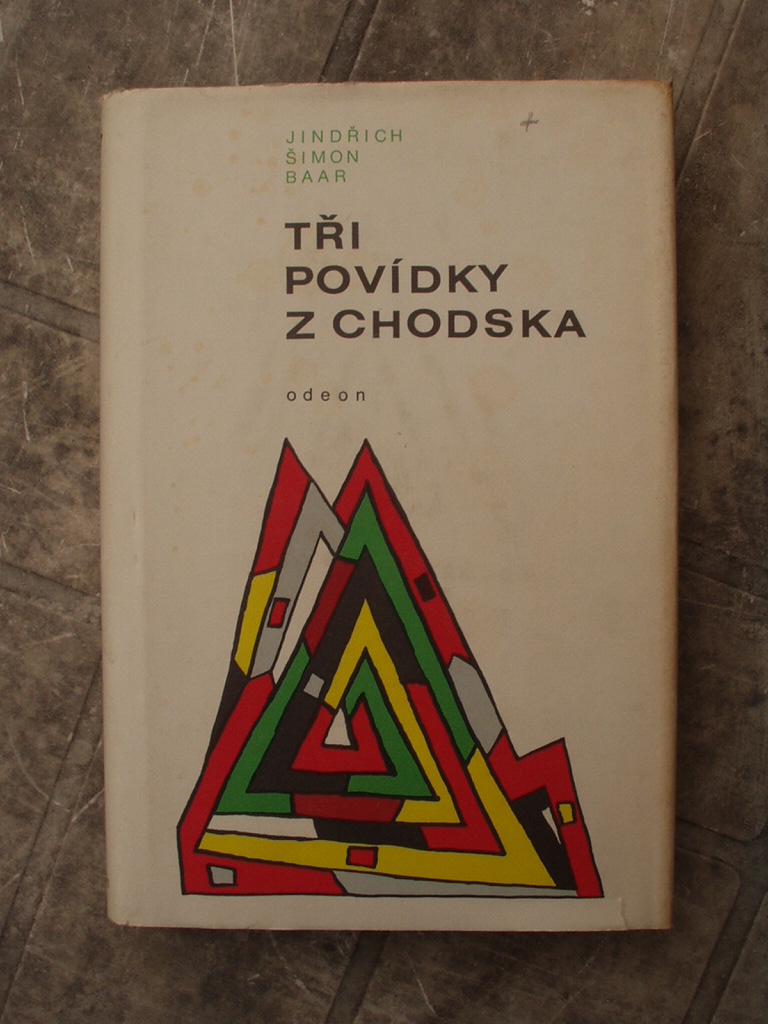 JINDŘICH
ŠIMON
BAAR
TŘI
POVÍDKY
Z CHODSKA
odeon